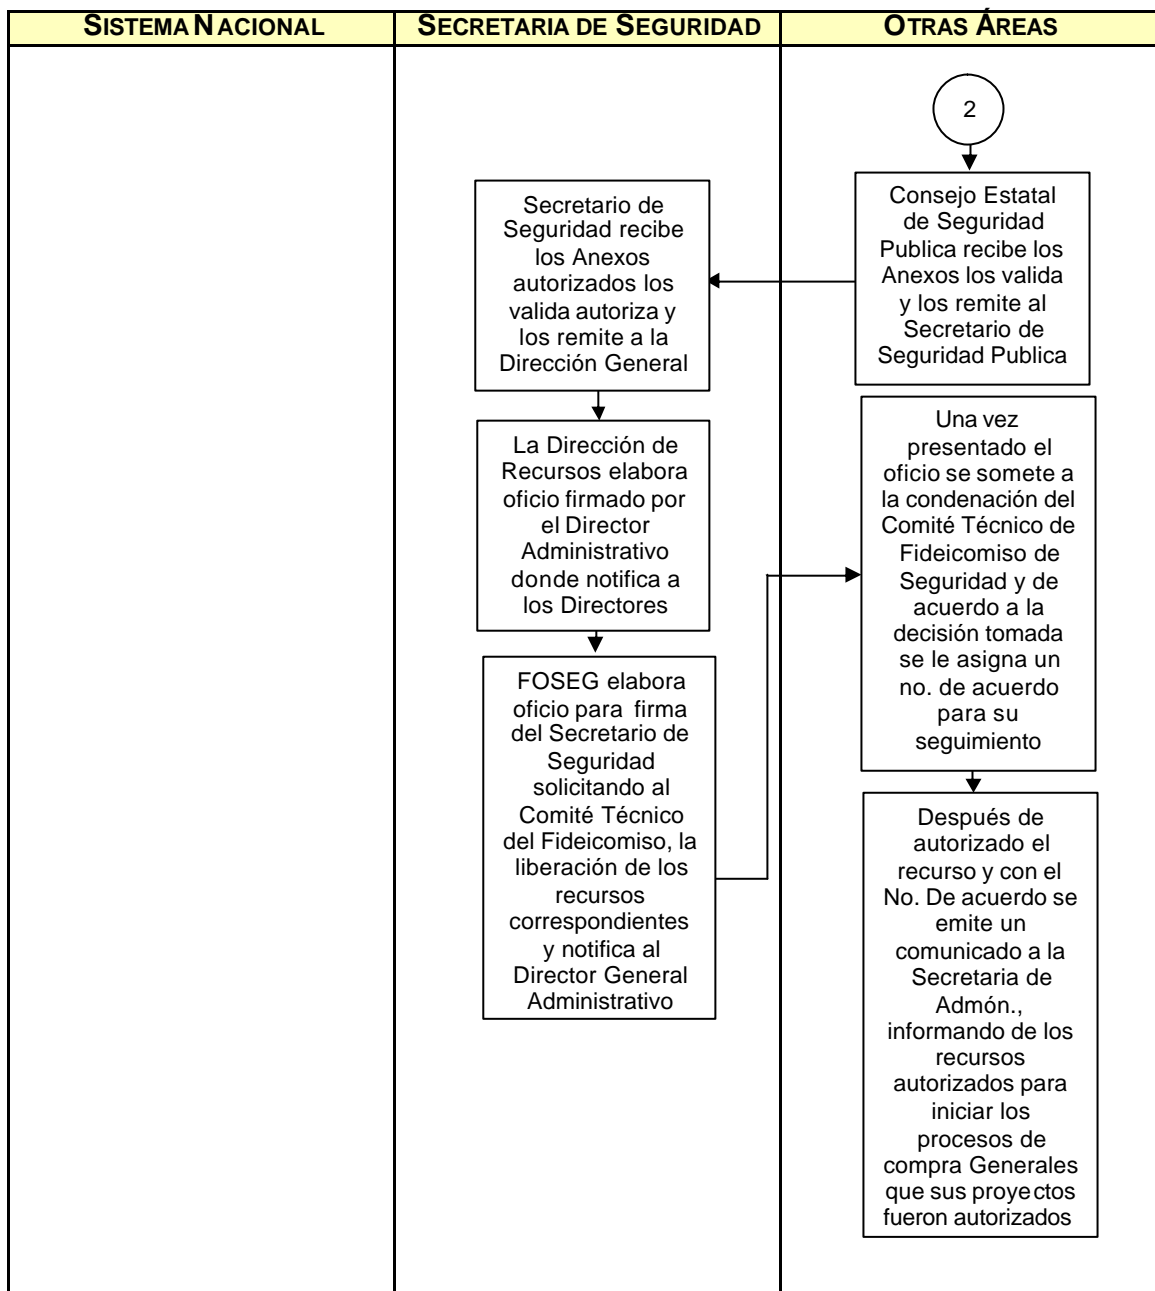 SISTEMA NACIONAL
SECRETARIA DE SEGURIDAD
OTRAS ÁREAS
2
Consejo Estatal
de Seguridad
Publica recibe los
Anexos los valida
y los remite al
Secretario de
Seguridad Publica
Secretario de
Seguridad recibe
los Anexos
autorizados los
valida autoriza y
los remite a la
Dirección General
La Dirección de
Recursos elabora
oficio firmado por
el Director
Administrativo
donde notifica a
los Directores
FOSEG elabora
oficio para firma
del Secretario de
Seguridad
solicitando al
Comité Técnico
del Fideicomiso, la
liberación de los
recursos
correspondientes
y notifica al
Director General
Administrativo
Una vez
presentado el
oficio se somete a
la condenación del
Comité Técnico de
Fideicomiso de
Seguridad y de
acuerdo a la
decisión tomada
se le asigna un
no. de acuerdo
para su
seguimiento
Después de
autorizado el
recurso y con el
No. De acuerdo se
emite un
comunicado a la
Secretaria de
Admón.,
informando de los
recursos
autorizados para
iniciar los
procesos de
compra Generales
que sus proyectos
fueron autorizados